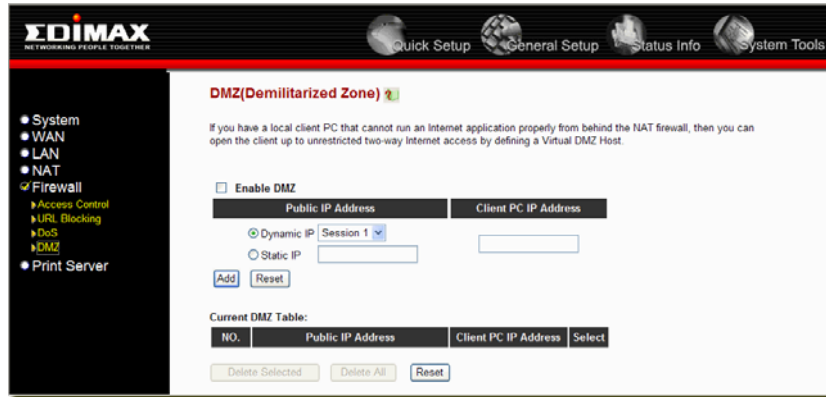 EDIMAX
NETWORKING PEOPLE TOGETHER
Quick Setup
General Setup
Status Info
System Tools
System
WAN
LAN
NAT
Firewall
Access Control
URL Blocking
DoS
DMZ
Print Server
DMZ(Demilitarized Zone)
If you have a local client PC that cannot run an Internet application properly from behind the NAT firewall, then you can
open the client up to unrestricted two-way Internet access by defining a Virtual DMZ Host.
Enable DMZ
Public IP Address Client PC IP Address
Dynamic IP Session 1
Static IP
Add Reset
Current DMZ Table:
NO. Public IP Address Client PC IP Address Select
Delete Selected Delete All Reset